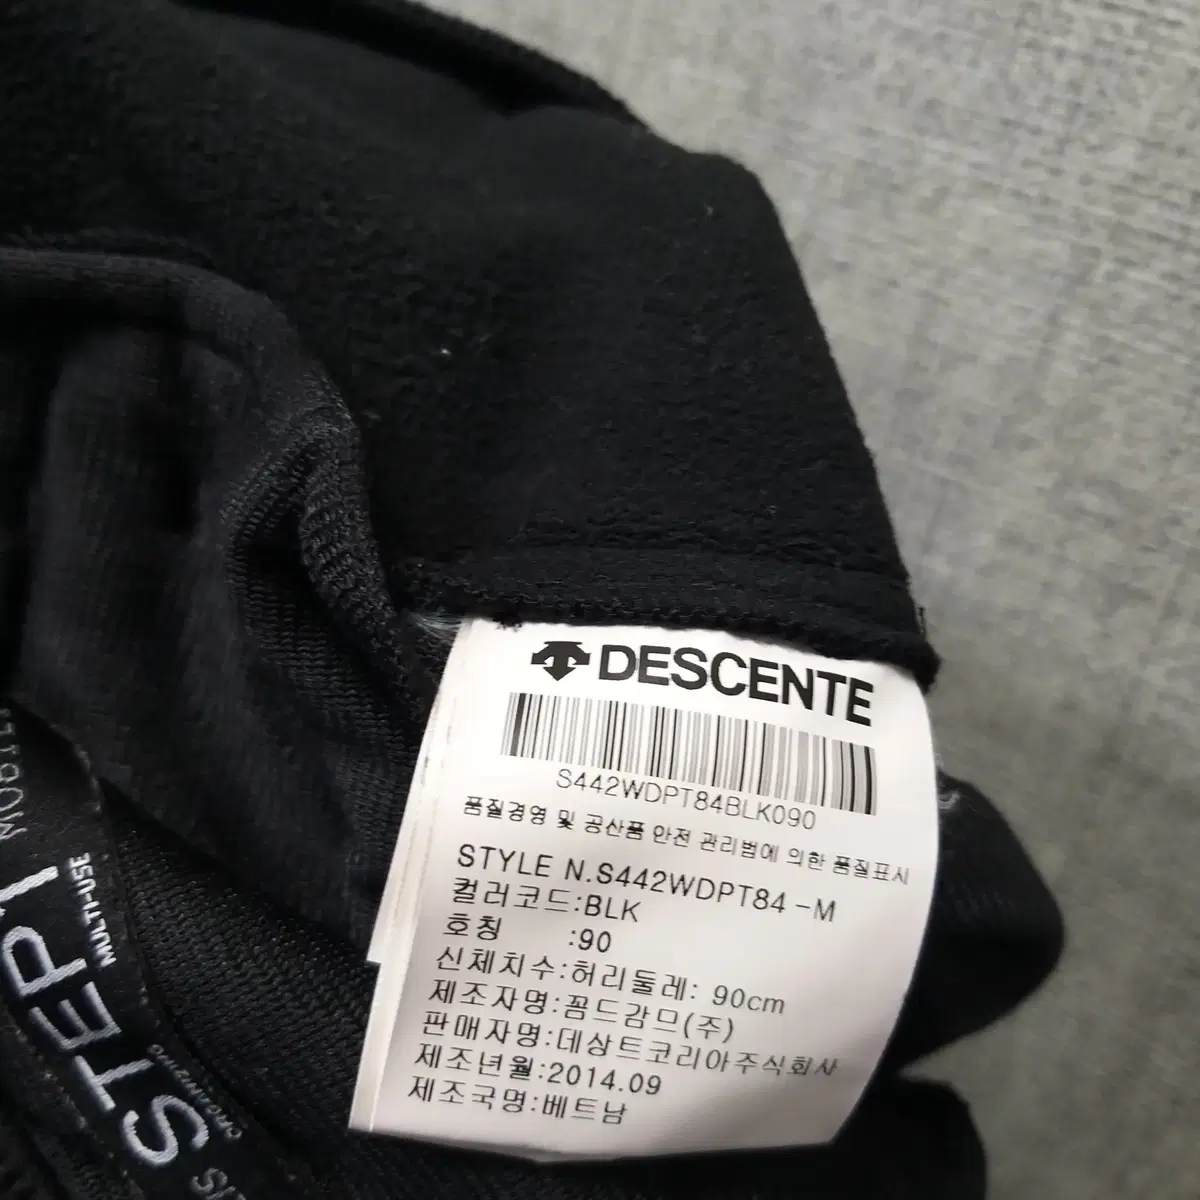 DESCENTE
S442WDPT84BLK090
품질경영 및 공산품 안전 관리법에 의한 품질표시
STYLE N.S442WDPT84-M
컬러코드:BLK
호칭 :90
신체치수:허리둘레: 90cm
제조자명:꼼드감므(주)
판매자명:데상트코리아주식회사
제조년월:2014.09
제조국명:베트남
MULTI-USE
STEP1